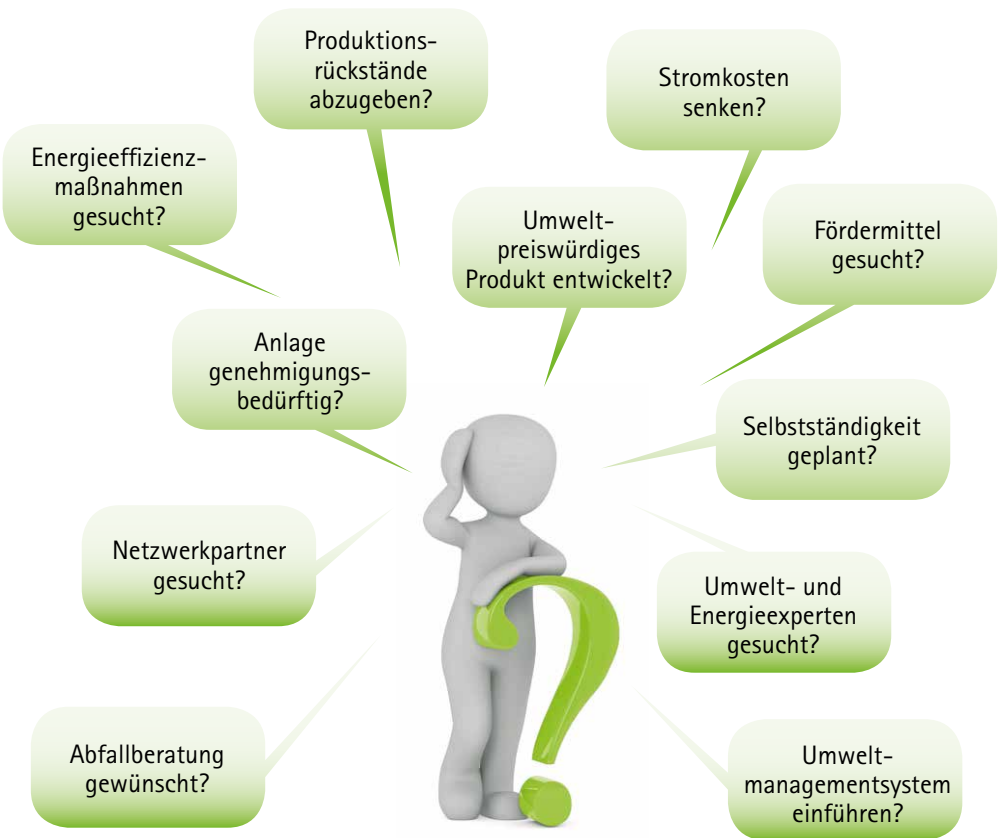 Produktions-
rückstände
abzugeben?
Stromkosten
senken?
Energieeffizienz-
maßnahmen
gesucht?
Umwelt-
preiswürdiges
Produkt entwickelt?
Fördermittel
gesucht?
Anlage
genehmigungs-
bedürftig?
Selbstständigkeit
geplant?
Netzwerkpartner
gesucht?
Umwelt- und
Energieexperten
gesucht?
Abfallberatung
gewünscht?
Umwelt-
managementsystem
einführen?